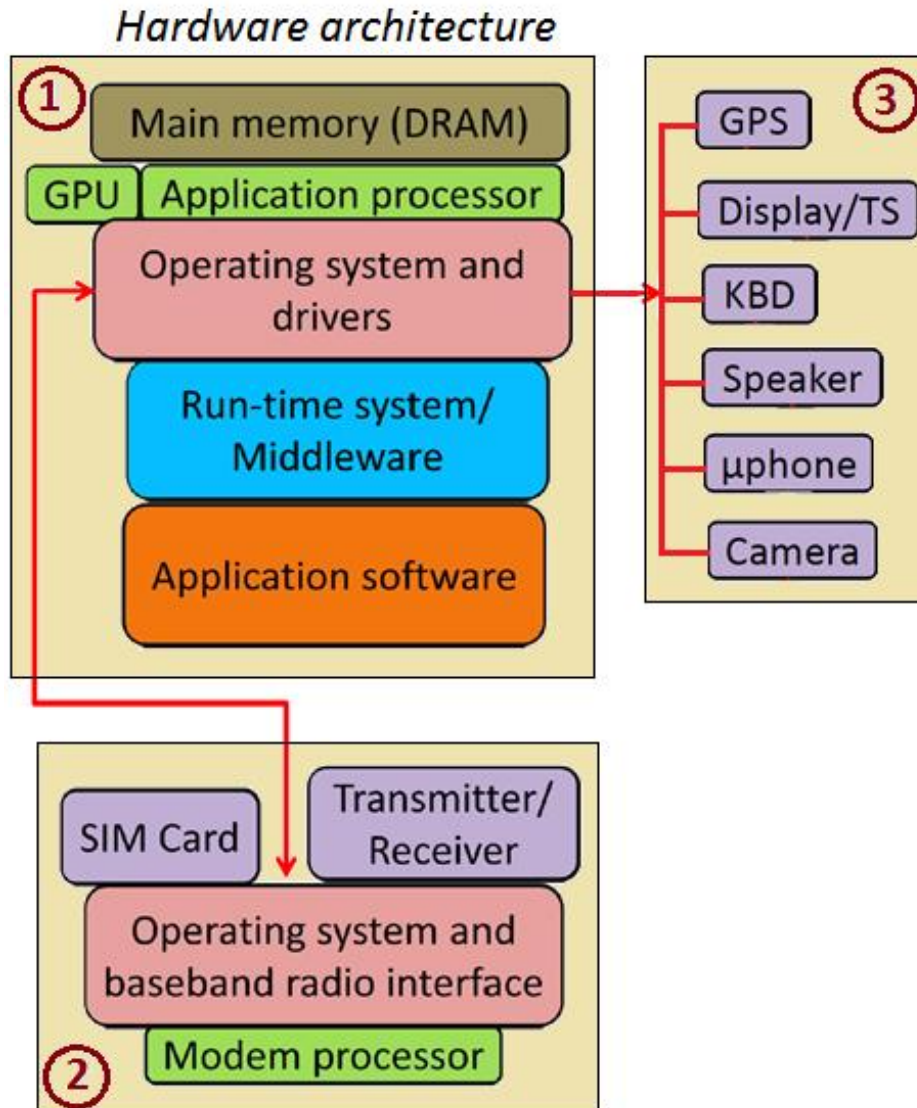 Hardware architecture
1
Main memory (DRAM)
GPU
Application processor
Operating system and
drivers
Run-time system/
Middleware
Application software
3
GPS
Display/TS
KBD
Speaker
μphone
Camera
SIM Card
Transmitter/
Receiver
Operating system and
baseband radio interface
Modem processor
2